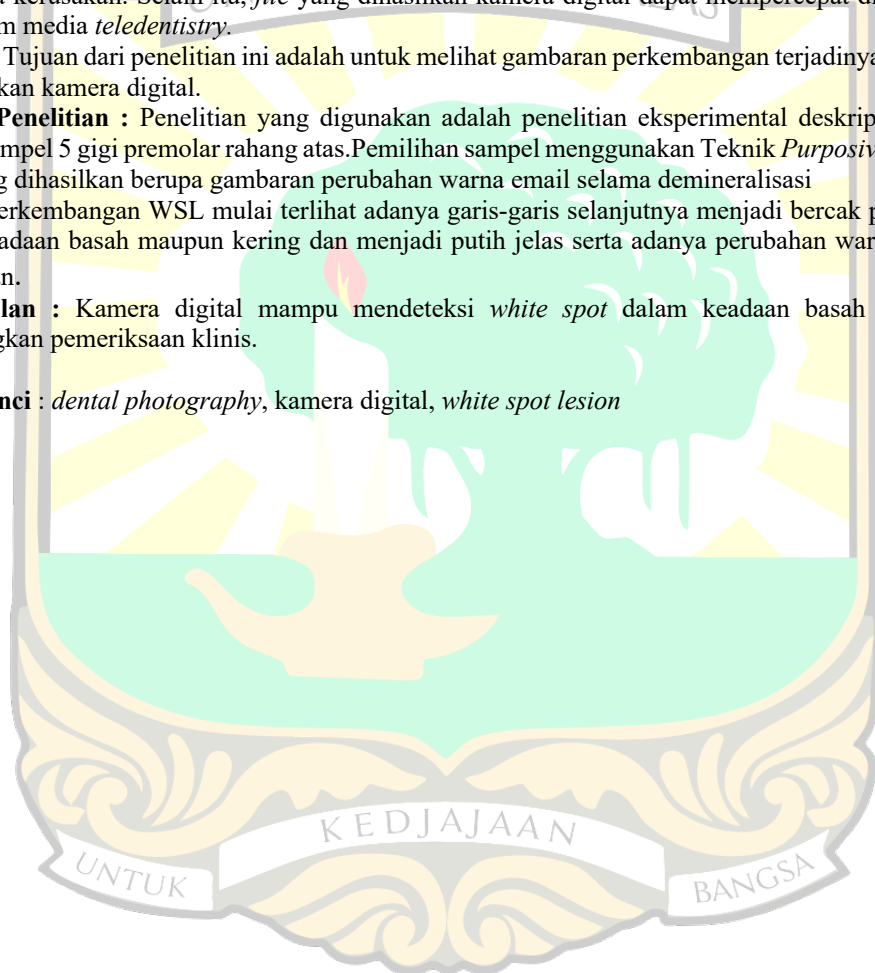 kerusakan. Selain itu, file yang dihasilkan kamera digital dapat mempercepat
media teledentistry.
Tujuan dari penelitian ini adalah untuk melihat gambaran perkembangan terjadinya
kan kamera digital.
Penelitian : Penelitian yang digunakan adalah penelitian eksperimental deskrip
mpel 5 gigi premolar rahang atas.Pemilihan sampel menggunakan Teknik Purposiv
g dihasilkan berupa gambaran perubahan warna email selama demineralisasi
erkembangan WSL mulai terlihat adanya garis-garis selanjutnya menjadi bercak p
adaan basah maupun kering dan menjadi putih jelas serta adanya perubahan war
n.
lan : Kamera digital mampu mendeteksi white spot dalam keadaan basah
gkan pemeriksaan klinis.
nci : dental photography, kamera digital, white spot lesion
KEDJAJAAN
UNTUK
BANGSA